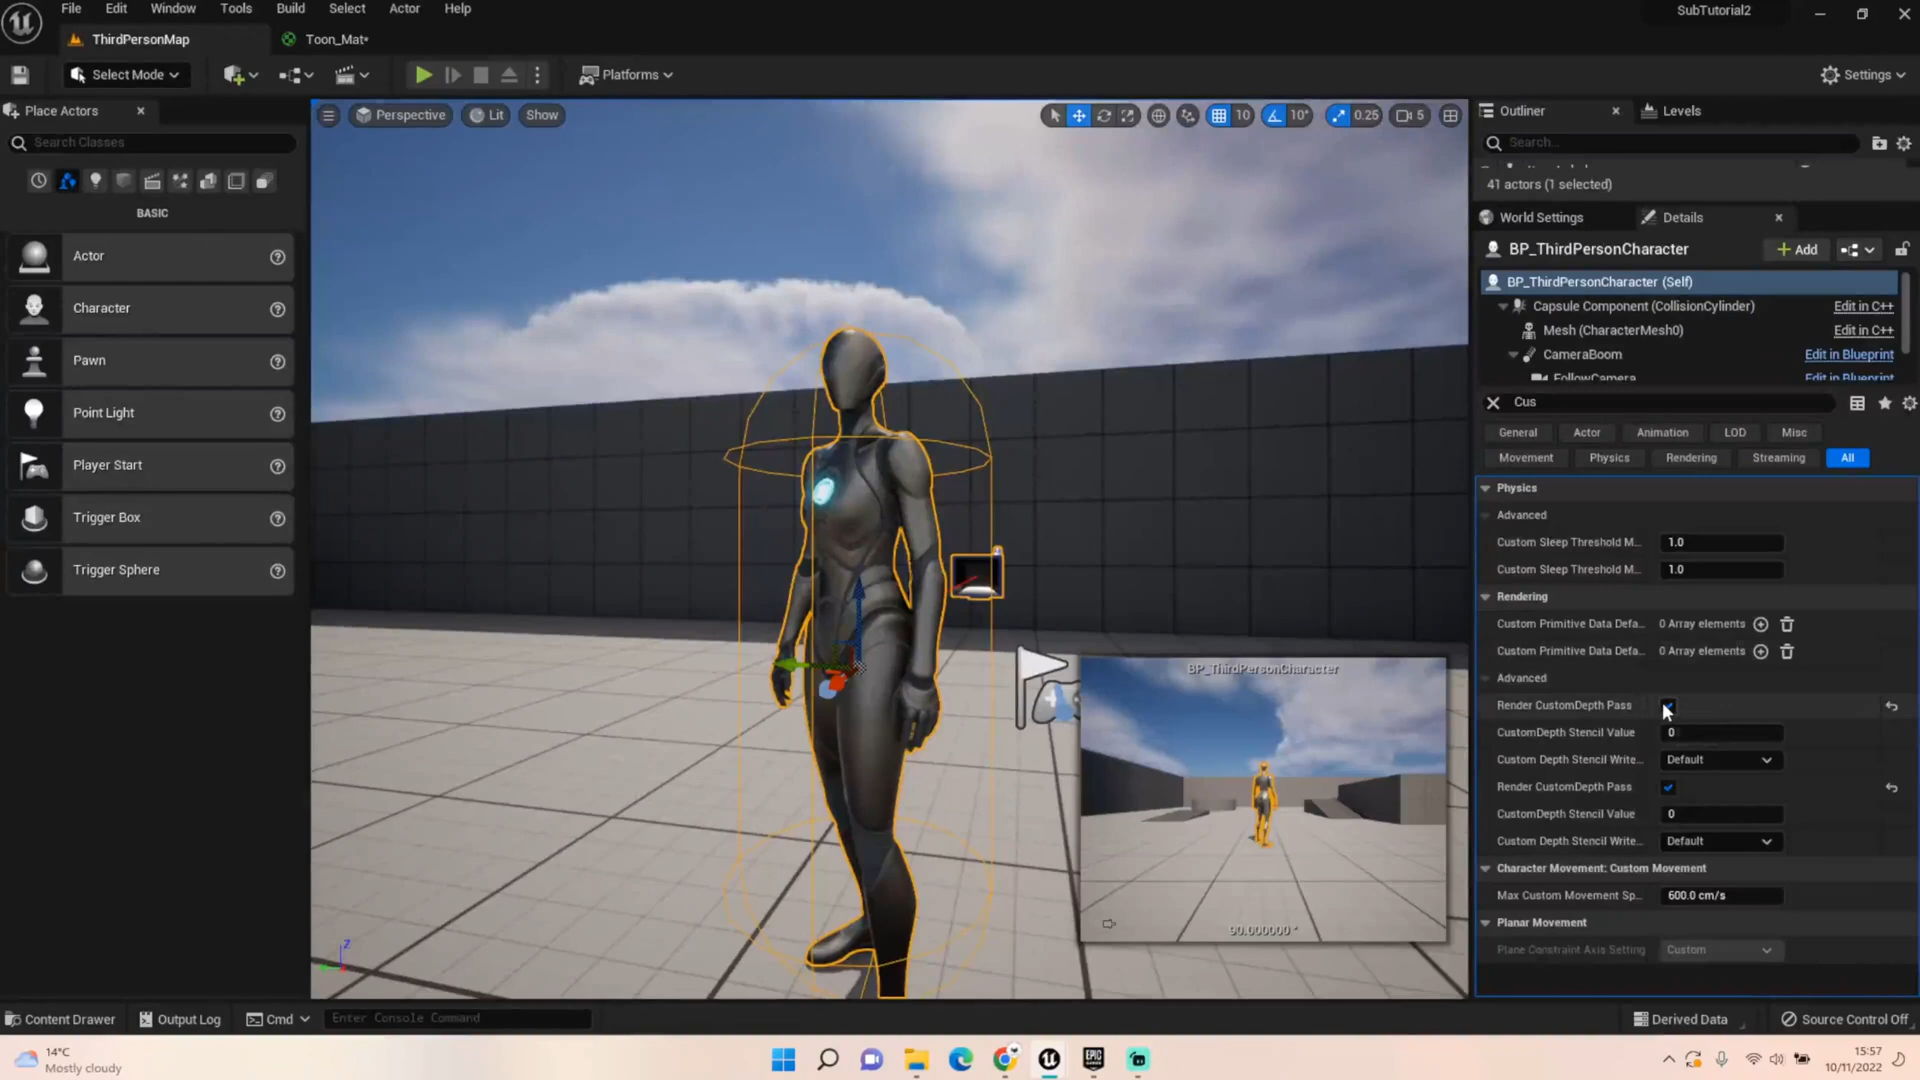 File Edit Window Tools Build Select Actor Help
SubTutorial2
ThirdPersonMap
Toon_Mat*
Select Mode
Platforms
Settings
Place Actors
Search Classes
BASIC
Actor
Character
Pawn
Point Light
Player Start
Trigger Box
Trigger Sphere
Perspective
Lit
Show
10
10°
0.25
5
BP_ThirdPersonCharacter
90.000000 °
Z
Outliner
Levels
Search...
41 actors (1 selected)
World Settings
Details
BP_ThirdPersonCharacter
Add
BP_ThirdPersonCharacter (Self)
Capsule Component (CollisionCylinder) Edit in C++
Mesh (CharacterMesh0) Edit in C++
CameraBoom Edit in Blueprint
FollowCamera Edit in Blueprint
Cus
General Actor Animation LOD Misc
Movement Physics Rendering Streaming All
Physics
Advanced
Custom Sleep Threshold M... 1.0
Custom Sleep Threshold M... 1.0
Rendering
Custom Primitive Data Defa... 0 Array elements
Custom Primitive Data Defa... 0 Array elements
Advanced
Render CustomDepth Pass
CustomDepth Stencil Value 0
Custom Depth Stencil Write... Default
Render CustomDepth Pass
CustomDepth Stencil Value 0
Custom Depth Stencil Write... Default
Character Movement: Custom Movement
Max Custom Movement Sp... 600.0 cm/s
Planar Movement
Plane Constraint Axis Setting Custom
Content Drawer
Output Log
Cmd
Enter Console Command
Derived Data
Source Control Off
14°C
Mostly cloudy
EPIC
15:57
10/11/2022